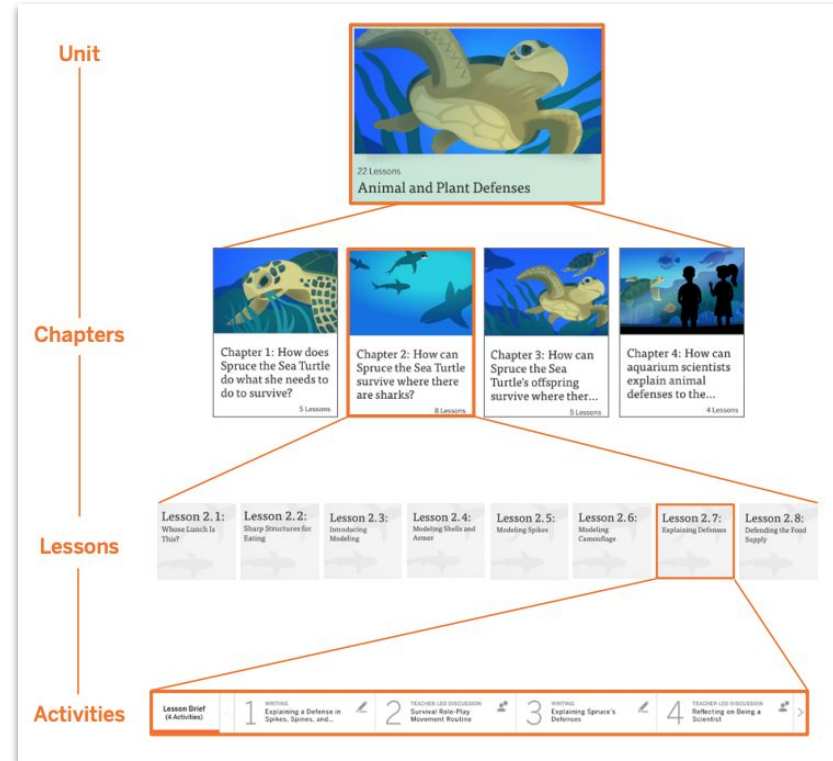 Unit
22 Lessons
Animal and Plant Defenses
Chapters
Chapter 1: How does
Spruce the Sea Turtle
do what she needs to
do to survive?
5 Lessons
Chapter 2: How can
Spruce the Sea Turtle
survive where there
are sharks?
8 Lessons
Chapter 3: How can
Spruce the Sea
Turtle's offspring
survive where ther...
5 Lessons
Chapter 4: How can
aquarium scientists
explain animal
defenses to the...
4 Lessons
Lessons
Lesson 2.1:
Whose Lunch Is
This?
Lesson 2.2:
Sharp Structures for
Eating
Lesson 2.3:
Introducing
Modeling
Lesson 2.4:
Modeling Shells and
Armor
Lesson 2.5:
Modeling Spikes
Lesson 2.6:
Modeling
Camouflage
Lesson 2.7:
Explaining Defenses
Lesson 2.8:
Defending the Food
Supply
Activities
Lesson Brief
(4 Activities)
1
WRITING
Explaining a Defense in
Spikes, Spines, and...
2
TEACHER-LED DISCUSSION
Survival Role-Play
Movement Routine
3
WRITING
Explaining Spruce's
Defenses
4
TEACHER-LED DISCUSSION
Reflecting on Being a
Scientist